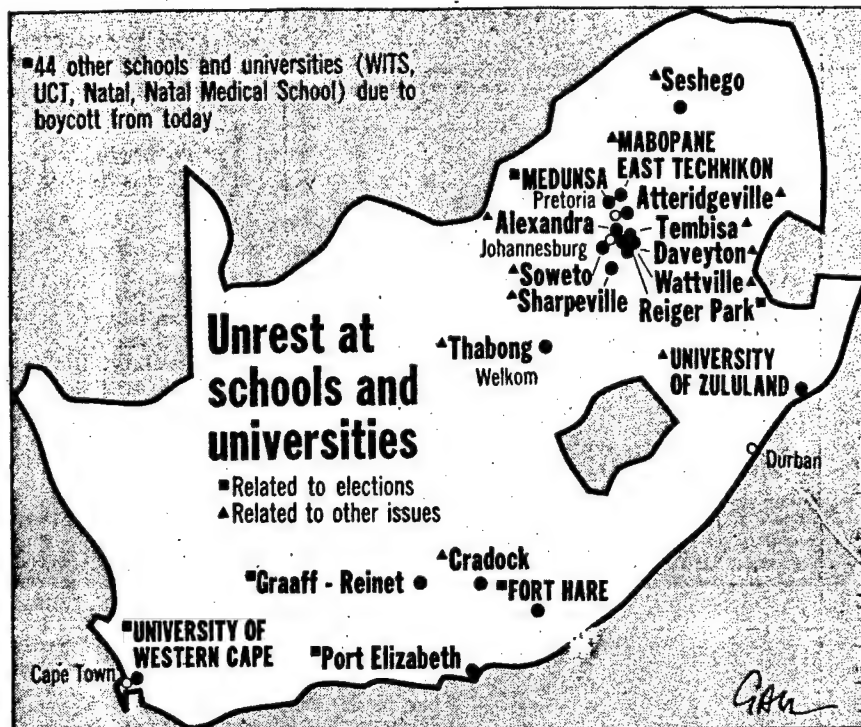 ■44 other schools and universities (WITS,
UCT, Natal, Natal Medical School) due to
boycott from today
▲Seshego
▲MABOPANE
EAST TECHNIKON
■MEDUNSA
Pretoria
Atteridgeville▲
▲Alexandra
Tembisa▲
Johannesburg
Daveyton▲
▲Soweto
Wattville▲
▲Sharpeville
Reiger Park■
Unrest at
schools and
universities
■Related to elections
▲Related to other issues
▲Thabong
Welkom
▲UNIVERSITY
OF ZULULAND
Durban
▲Cradock
■Graaff - Reinet
■FORT HARE
■UNIVERSITY OF
WESTERN CAPE
■Port Elizabeth
Cape Town